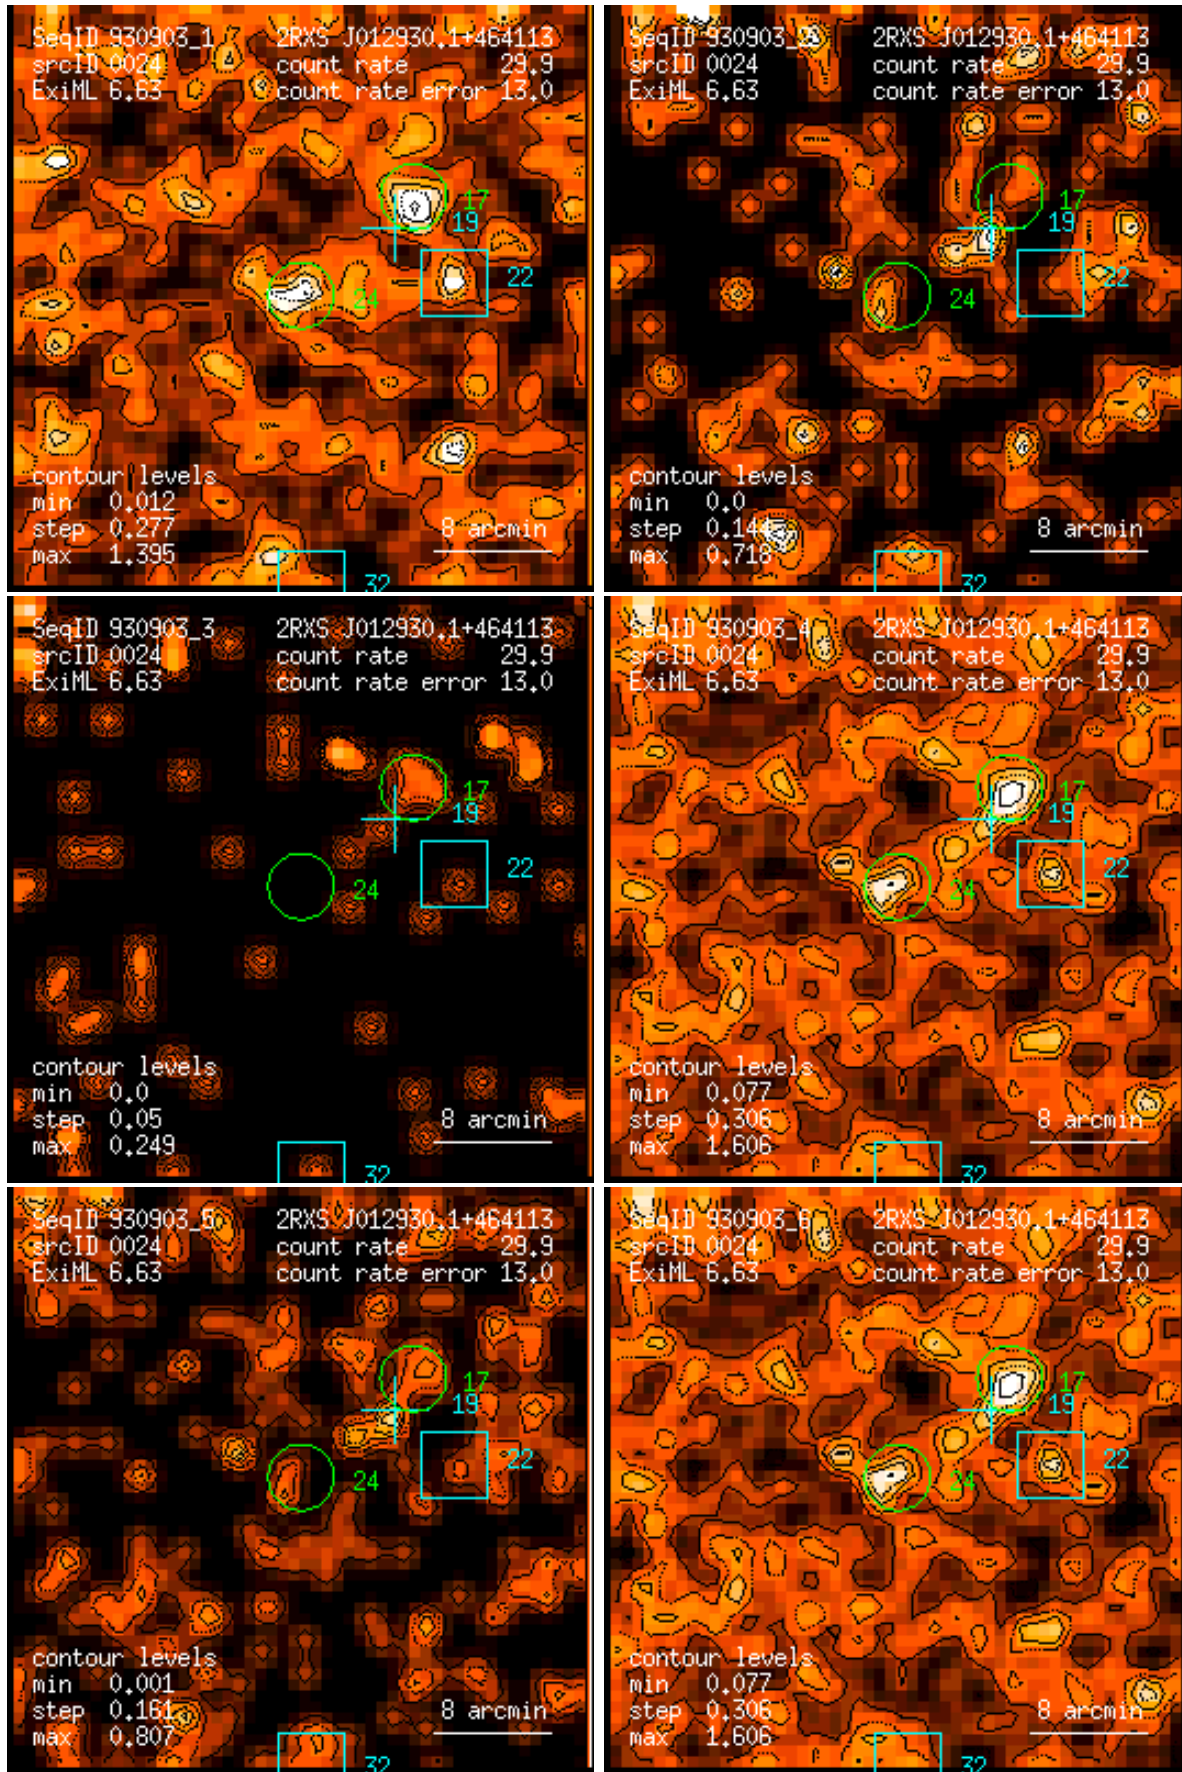 SeqID 930903_1 2RXS J012930.1+464113
srcID 0024 count rate 29.9
ExiML 6.63 count rate error 13.0
17
19
22
24
contour levels
min 0.012
step 0.277
max 1.395
8 arcmin
32
SeqID 930903_2 2RXS J012930.1+464113
srcID 0024 count rate 29.9
ExiML 6.63 count rate error 13.0
19
22
24
contour levels
min 0.0
step 0.144
max 0.718
8 arcmin
32
SeqID 930903_3 2RXS J012930.1+464113
srcID 0024 count rate 29.9
ExiML 6.63 count rate error 13.0
17
19
22
24
contour levels
min 0.0
step 0.05
max 0.249
8 arcmin
32
SeqID 930903_4 2RXS J012930.1+464113
srcID 0024 count rate 29.9
ExiML 6.63 count rate error 13.0
17
19
22
24
contour levels
min 0.077
step 0.306
max 1.606
8 arcmin
32
SeqID 930903_5 2RXS J012930.1+464113
srcID 0024 count rate 29.9
ExiML 6.63 count rate error 13.0
17
19
22
24
contour levels
min 0.001
step 0.161
max 0.807
8 arcmin
32
SeqID 930903_6 2RXS J012930.1+464113
srcID 0024 count rate 29.9
ExiML 6.63 count rate error 13.0
17
19
22
24
contour levels
min 0.077
step 0.306
max 1.606
8 arcmin
32